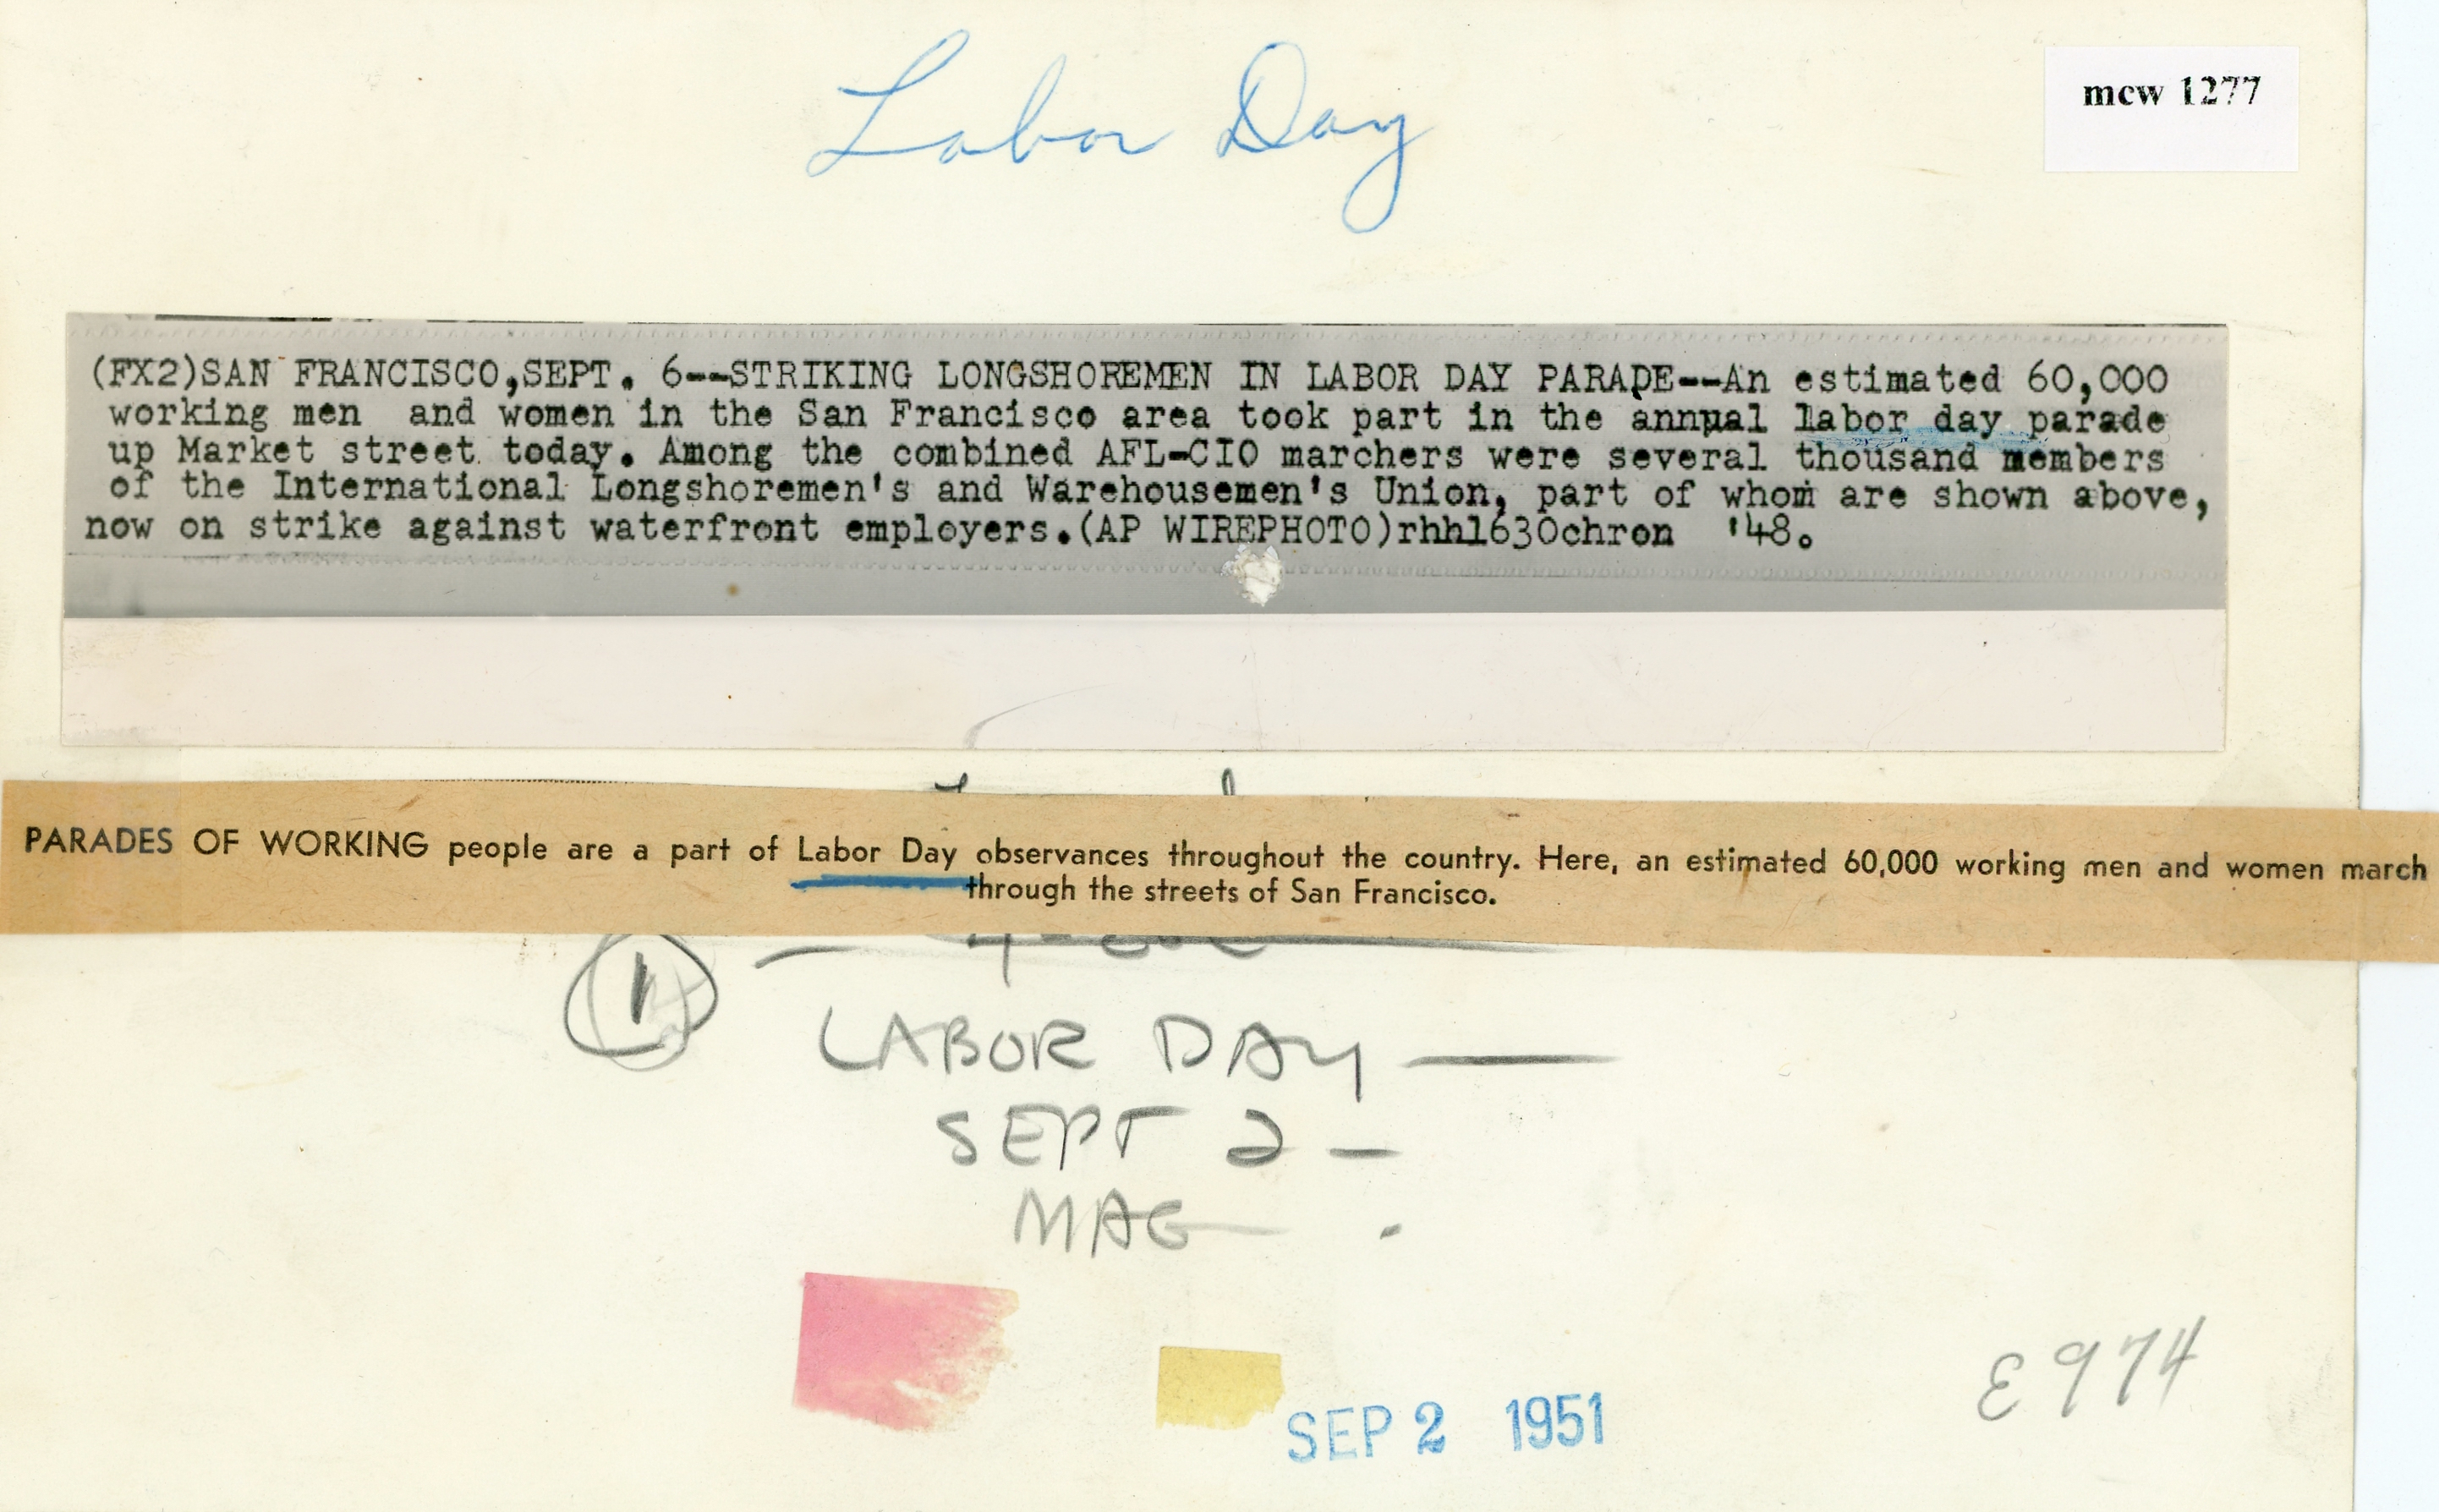 Labor Day
mcw 1277
(FX2)SAN FRANCISCO,SEPT. 6--STRIKING LONGSHOREMEN IN LABOR DAY PARADE--An estimated 60,000
working men and women in the San Francisco area took part in the annual labor day parade
up Market street today. Among the combined AFL-CIO marchers were several thousand members
of the International Longshoremen's and Warehousemen's Union, part of whom are shown above,
now on strike against waterfront employers.(AP WIREPHOTO)rhh1630chron '48.
PARADES OF WORKING people are a part of Labor Day observances throughout the country. Here, an estimated 60,000 working men and women march
through the streets of San Francisco.
1
LABOR DAY —
SEPT 2 —
MAG
E974
SEP 2 1951